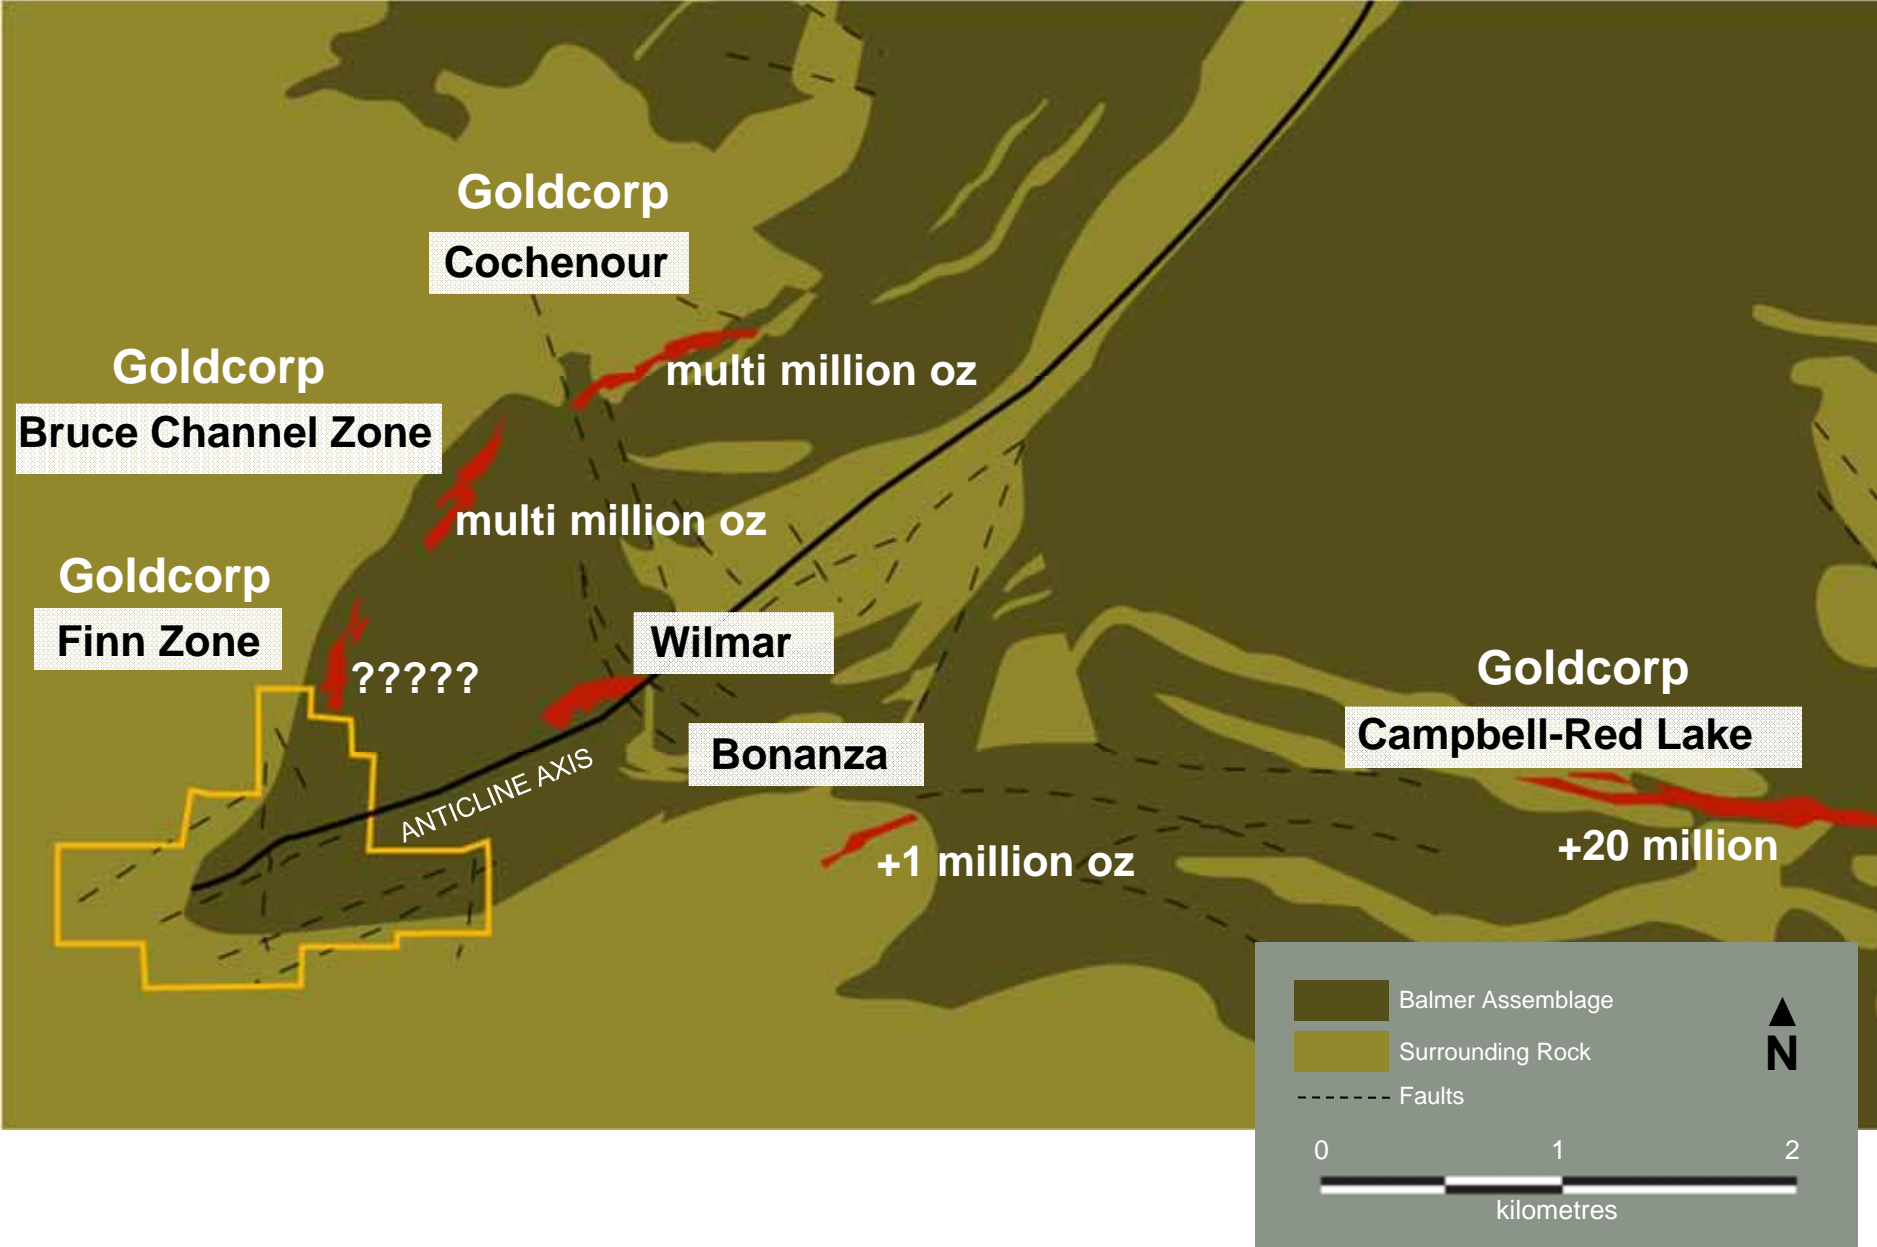 Goldcorp
Cochenour
multi million oz
Goldcorp
Bruce Channel Zone
multi million oz
Goldcorp
Finn Zone
?????
Wilmar
Bonanza
ANTICLINE AXIS
+1 million oz
Goldcorp
Campbell-Red Lake
+20 million
Balmer Assemblage
Surrounding Rock
Faults
N
0 1 2
kilometres